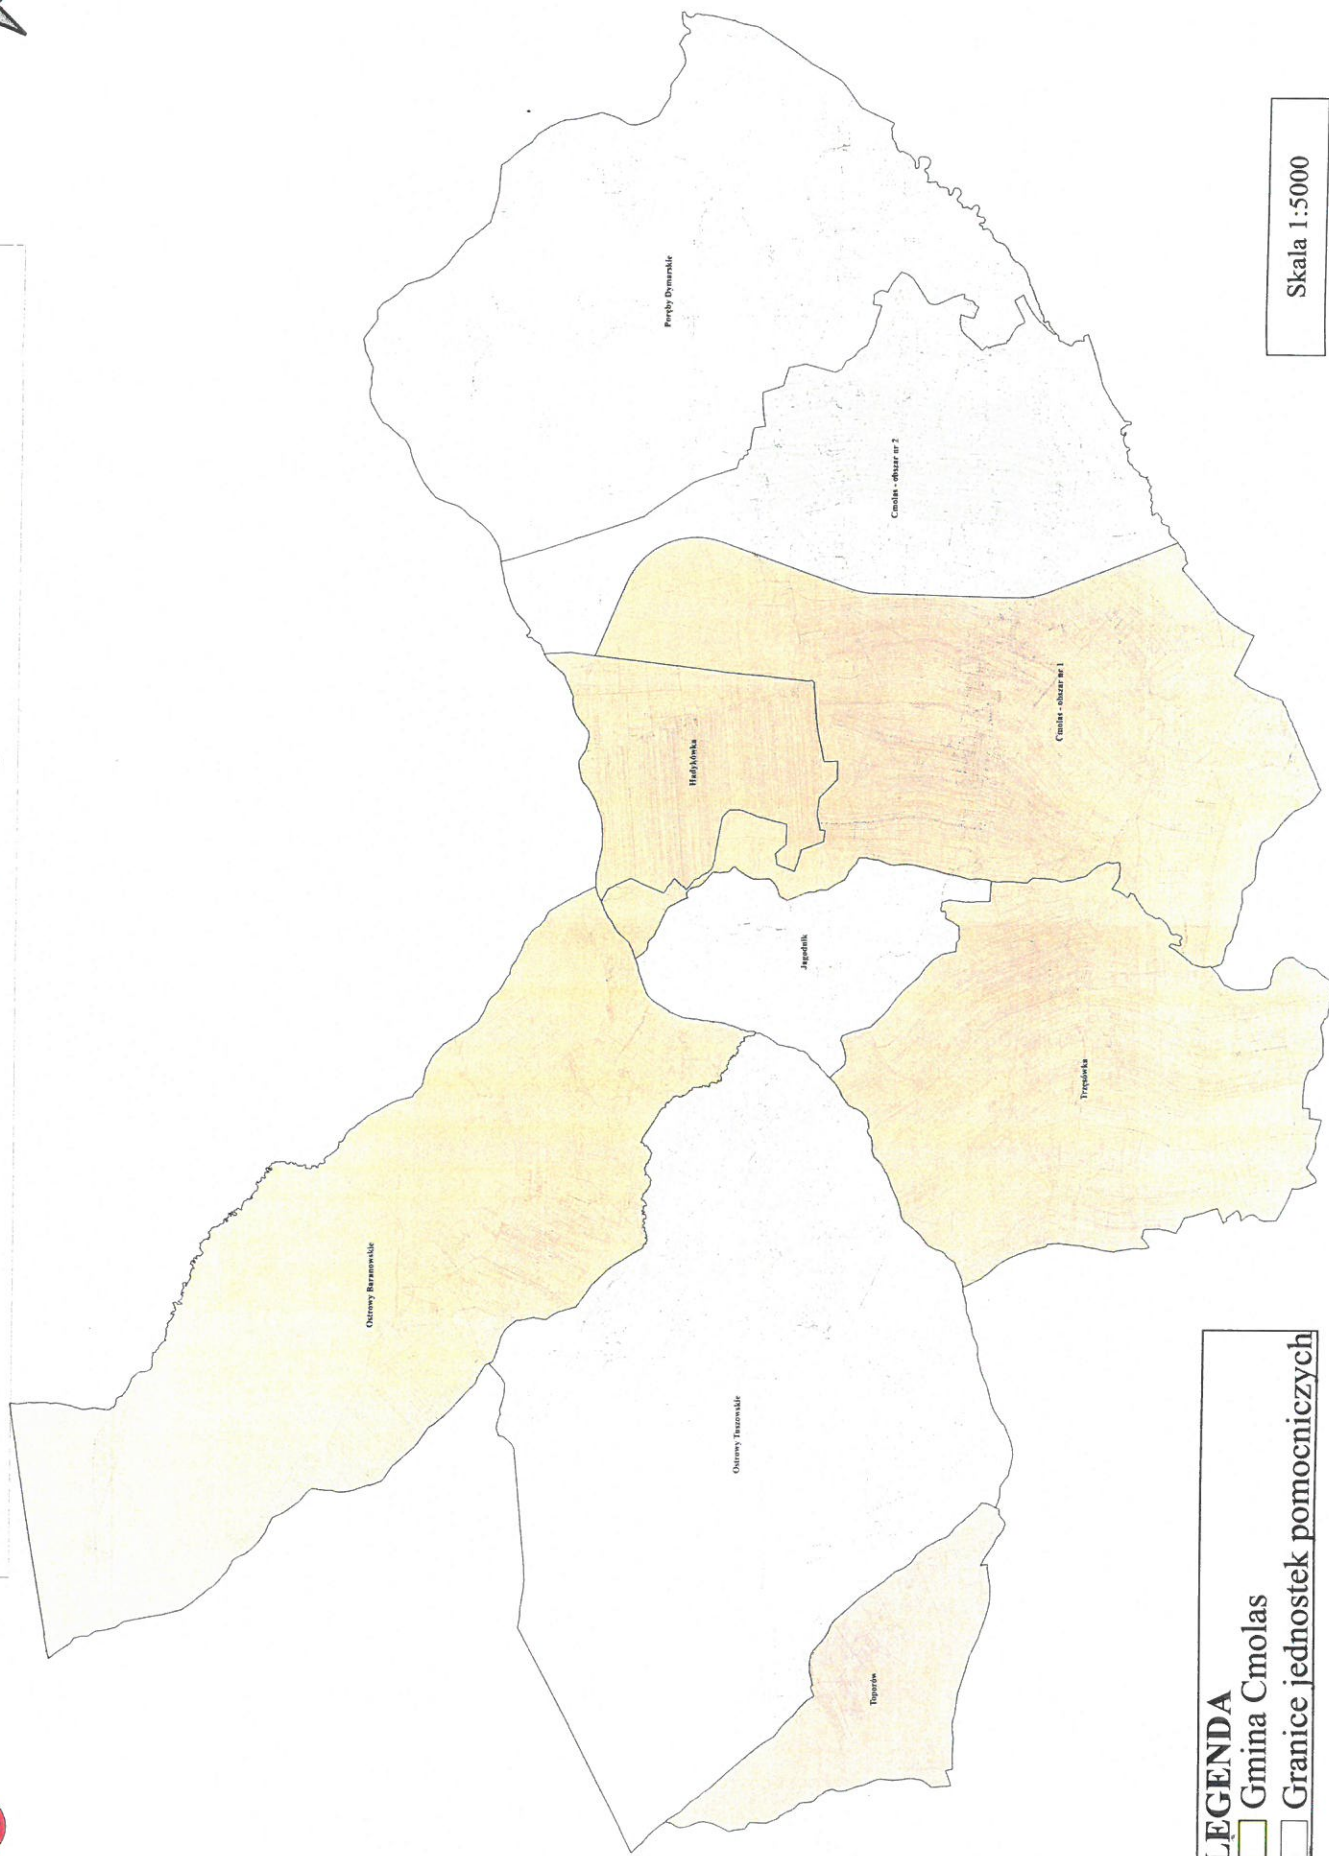 Ostrowy Baranowskie
Ostrowy Tuszowskie
Toporów
Hadykówka
Jagodnik
Trzęsówka
Poręby Dymarskie
Cmolas - obszar nr 2
Cmolas - obszar nr 1
LEGENDA
Gmina Cmolas
Granice jednostek pomocniczych
Skala 1:5000